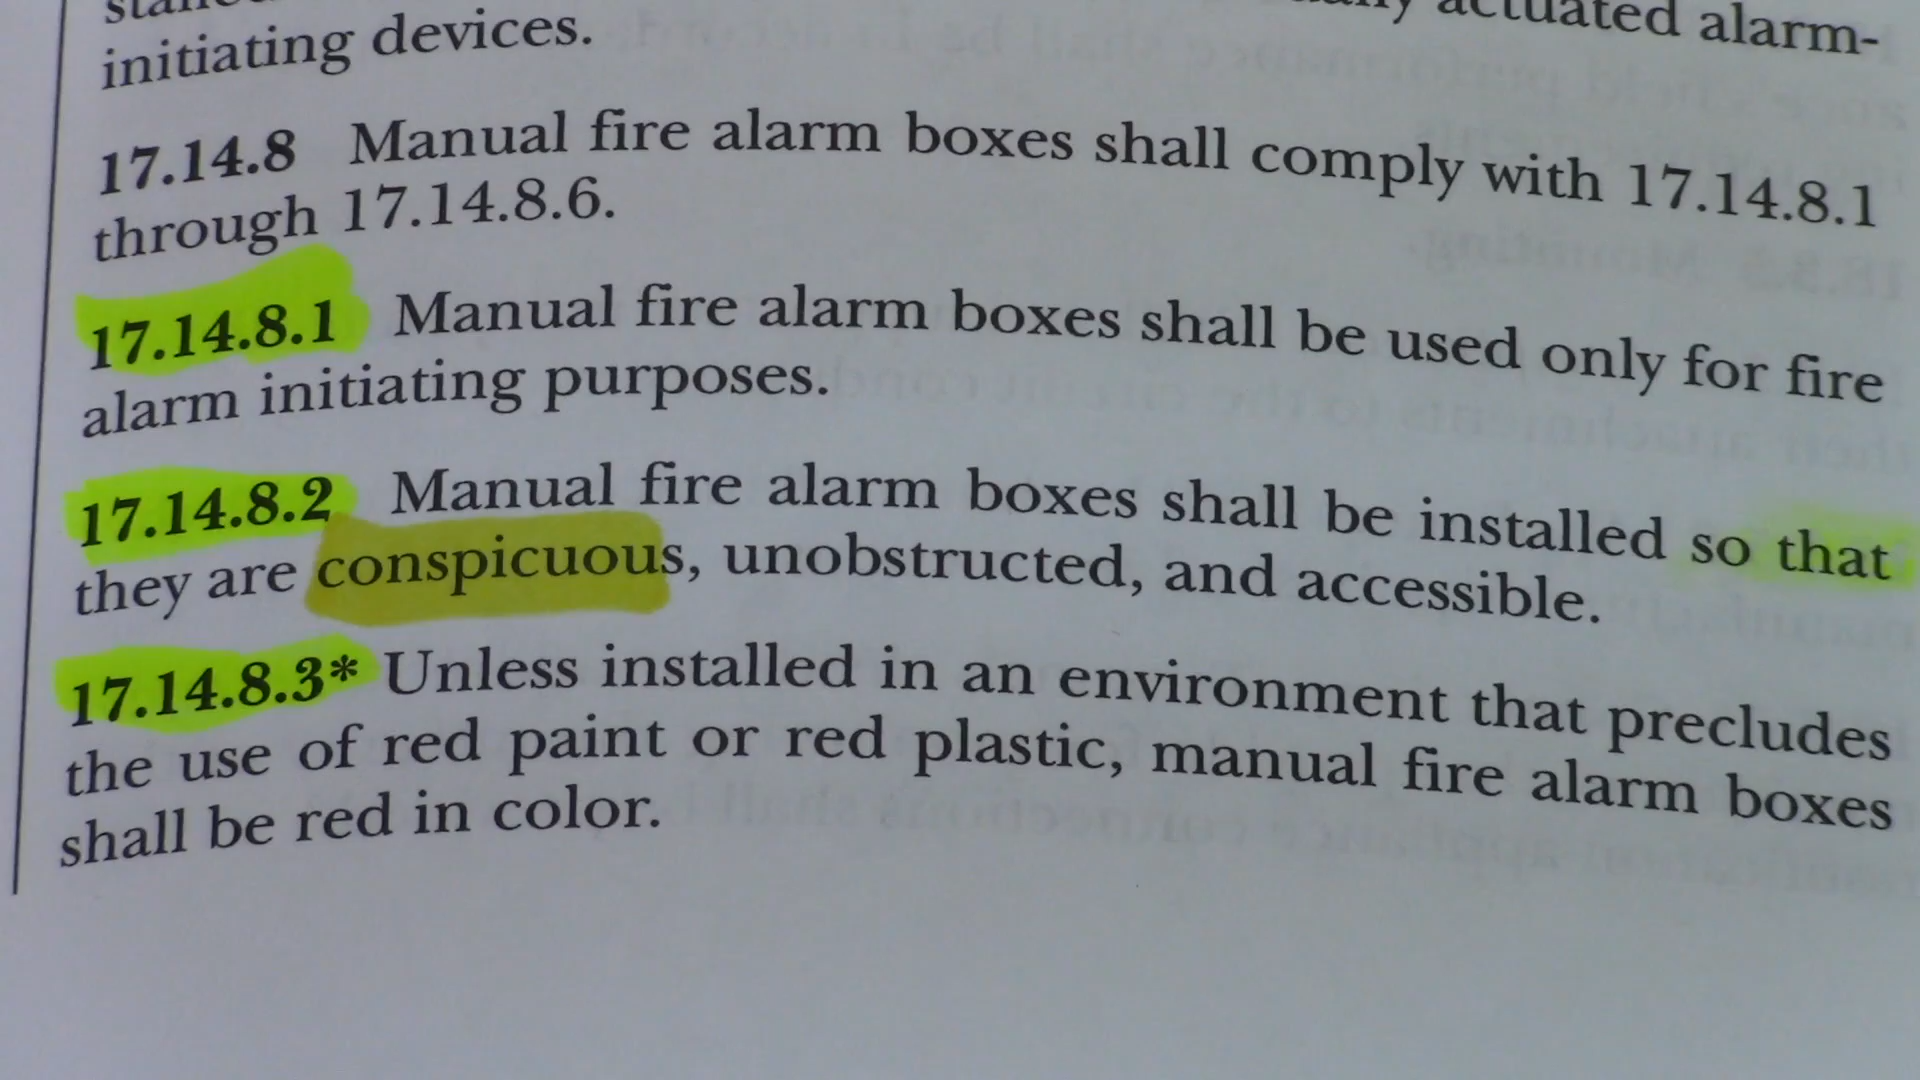 actuated alarm-
initiating devices.
17.14.8 Manual fire alarm boxes shall comply with 17.14.8.1
through 17.14.8.6.
17.14.8.1 Manual fire alarm boxes shall be used only for fire
alarm initiating purposes.
17.14.8.2 Manual fire alarm boxes shall be installed so that
they are conspicuous, unobstructed, and accessible.
17.14.8.3* Unless installed in an environment that precludes
the use of red paint or red plastic, manual fire alarm boxes
shall be red in color.